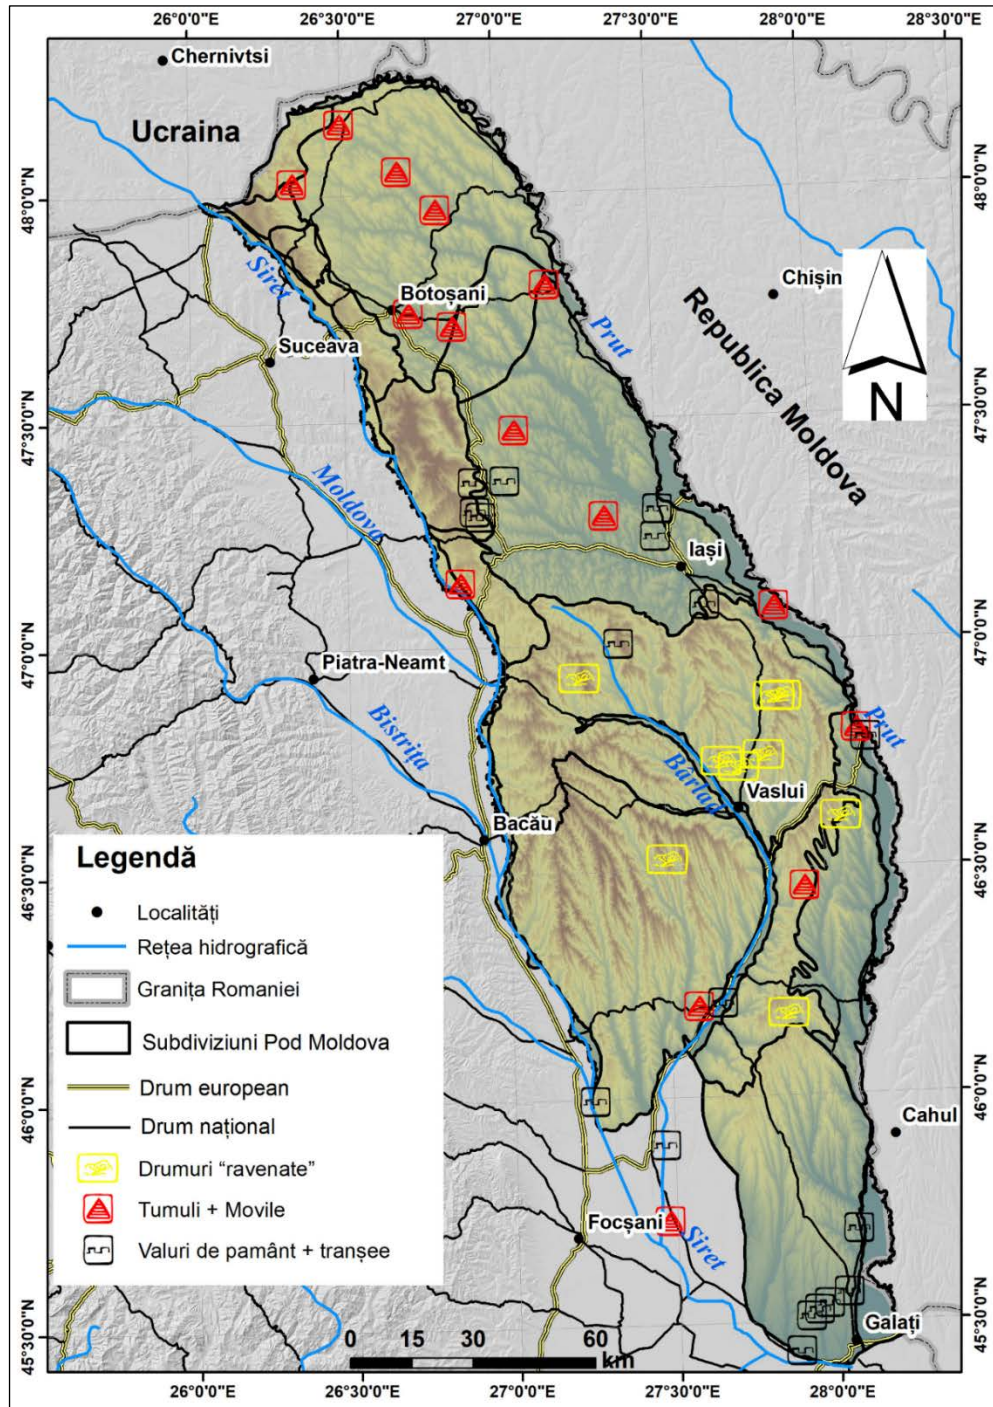 26°0'0"E 26°30'0"E 27°0'0"E 27°30'0"E 28°0'0"E 28°30'0"E
Chernivtsi
Ucraina
48°0'0"N
48°0'0"N
Siret
Botoșani
Chișin
Prut
Republica Moldova
Suceava
N
47°30'0"N
47°30'0"N
Moldova
Iași
47°0'0"N
47°0'0"N
Piatra-Neamt
Bistrița
Prut
Bârlad
Vaslui
Bacău
46°30'0"N
46°30'0"N
Legendă
Localități
Rețea hidrografică
Granița Romaniei
Subdiviziuni Pod Moldova
Drum european
Drum național
Drumuri “ravenate”
Tumuli + Movile
Valuri de pamânt + tranșee
46°0'0"N
46°0'0"N
Cahul
Focșani
Siret
Galați
45°30'0"N
45°30'0"N
0 15 30 60
km
26°0'0"E 26°30'0"E 27°0'0"E 27°30'0"E 28°0'0"E